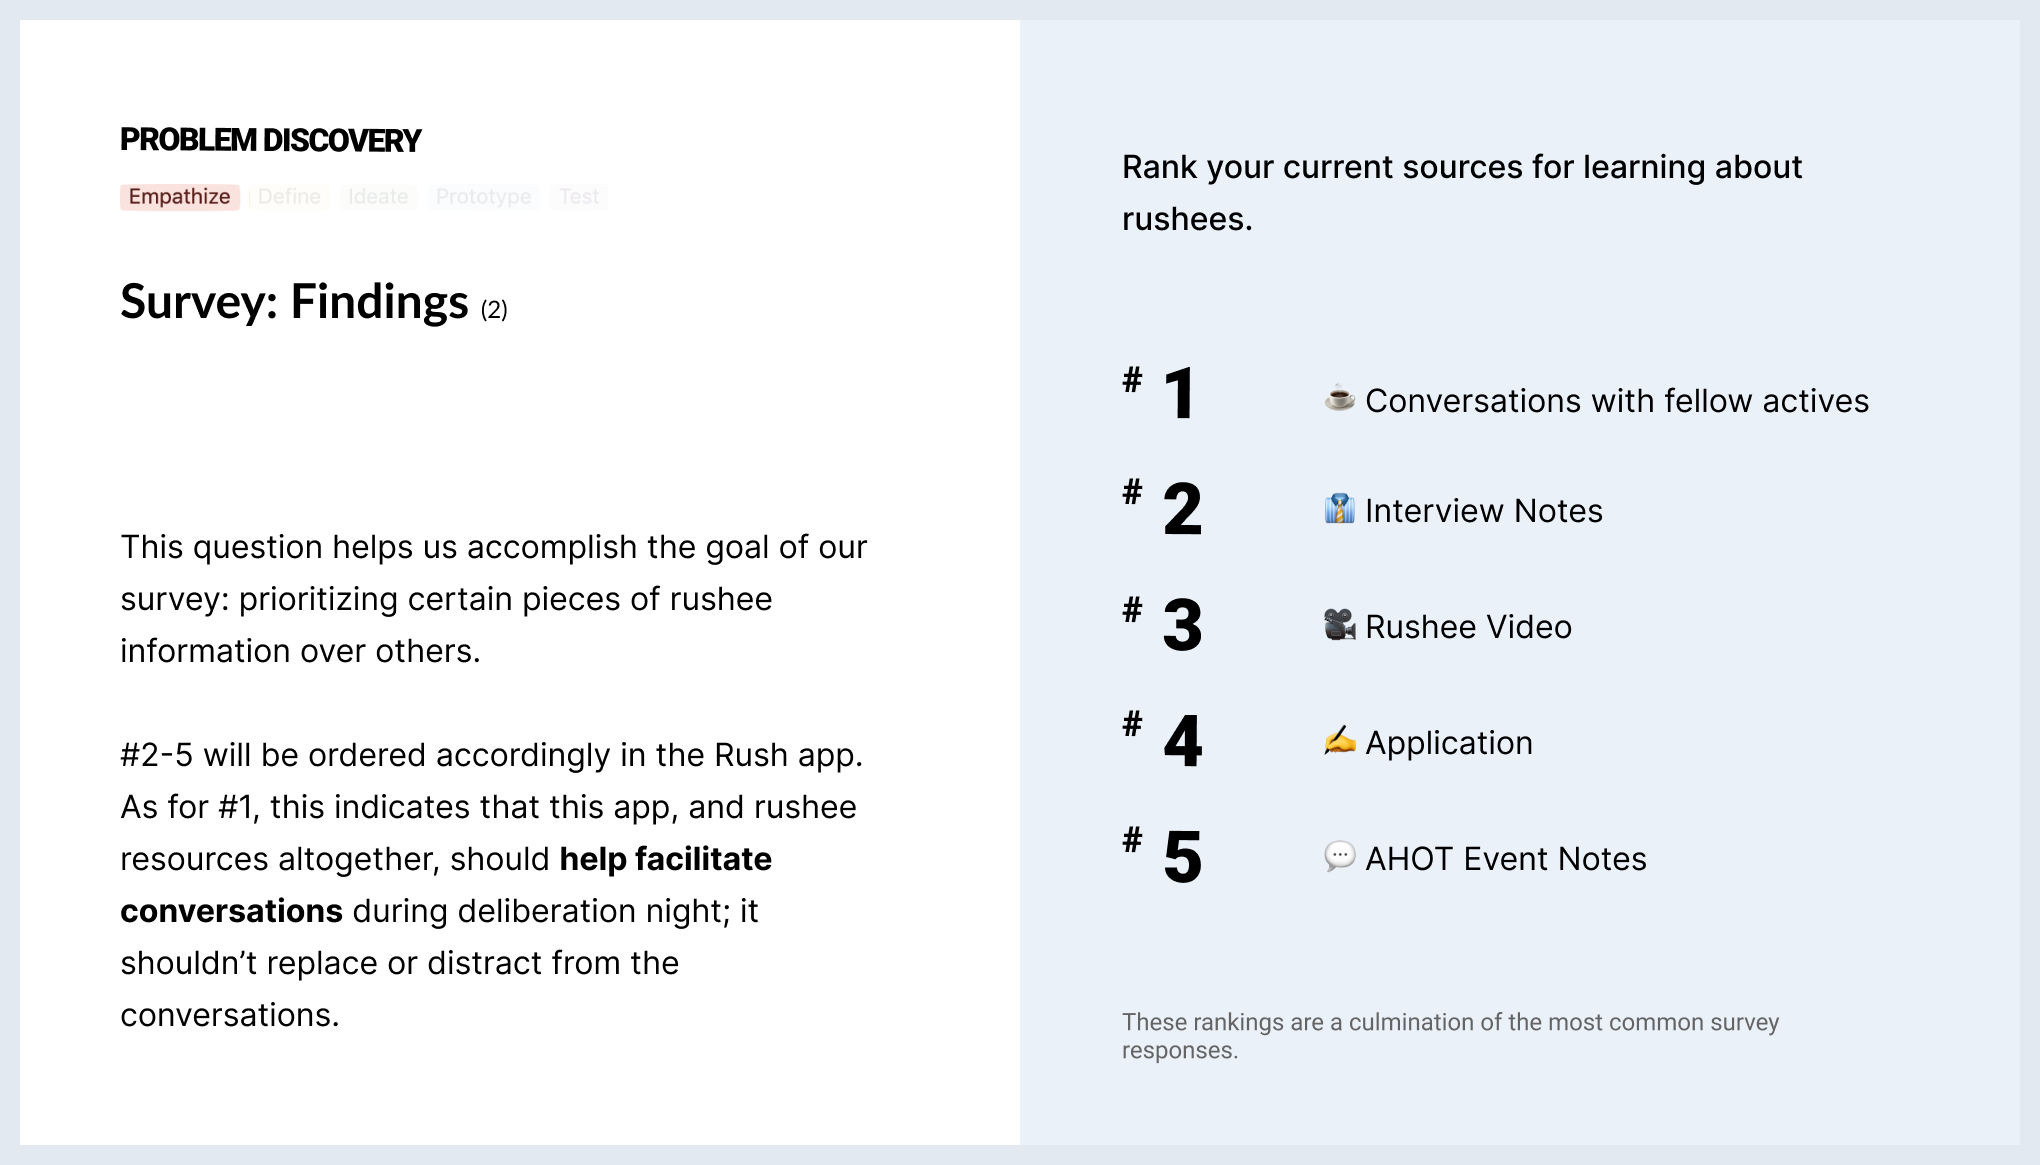 PROBLEM DISCOVERY
Empathize Define Ideate Prototype Test
Survey: Findings (2)
This question helps us accomplish the goal of our
survey: prioritizing certain pieces of rushee
information over others.
#2-5 will be ordered accordingly in the Rush app.
As for #1, this indicates that this app, and rushee
resources altogether, should help facilitate
conversations during deliberation night; it
shouldn’t replace or distract from the
conversations.
Rank your current sources for learning about
rushees.
# 1 ☕ Conversations with fellow actives
# 2 👔 Interview Notes
# 3 🎥 Rushee Video
# 4 ✍️ Application
# 5 💬 AHOT Event Notes
These rankings are a culmination of the most common survey
responses.